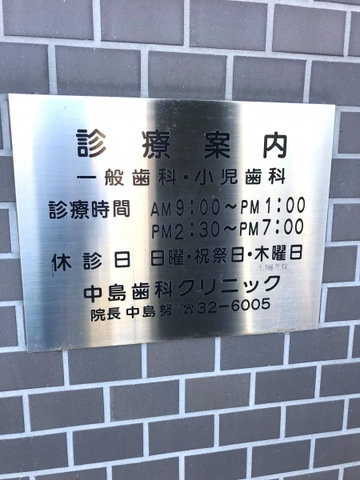 診療案内
一般歯科・小児歯科
診療時間 AM9:00〜PM1:00
PM2:30〜PM7:00
休診日 日曜・祝祭日・木曜日
中島歯科クリニック
院長 中島 努 ☎32-6005